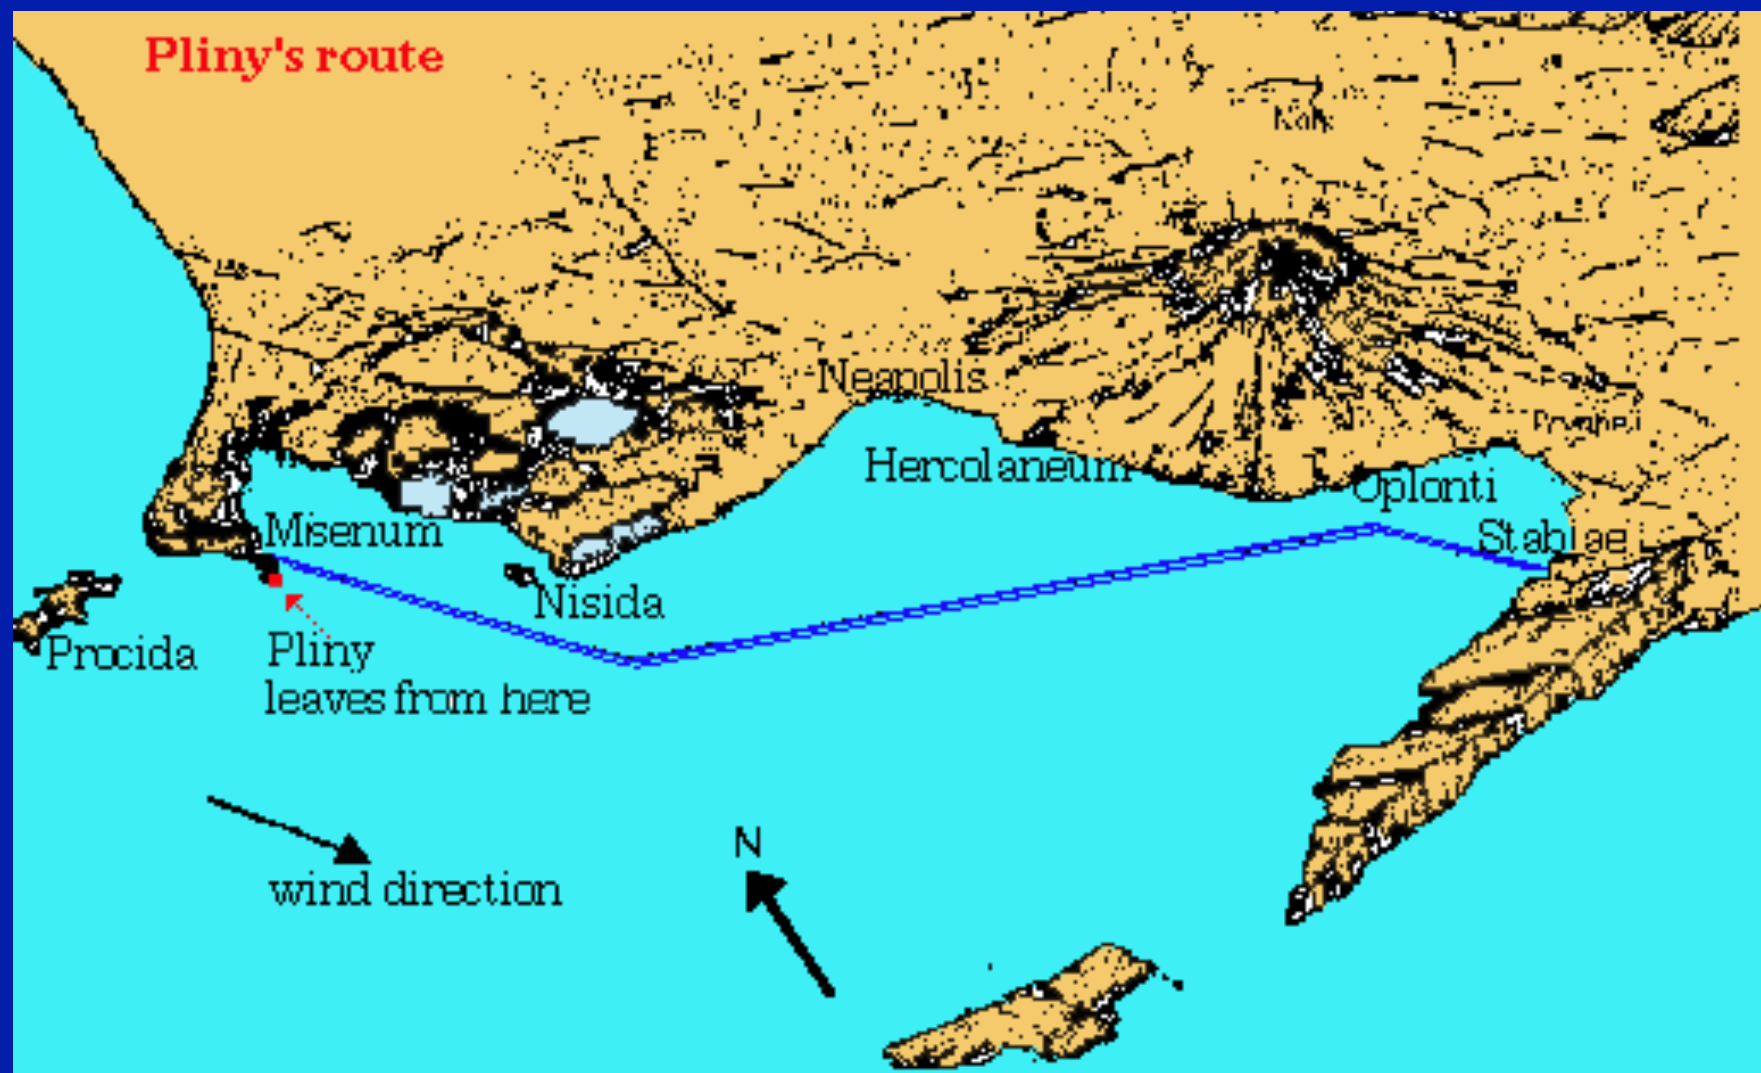 Pliny's route
Neapolis
Hercolaneum
Oplonti
Misenum
Stabiae
Nisida
Procida
Pliny
leaves from here
N
wind direction